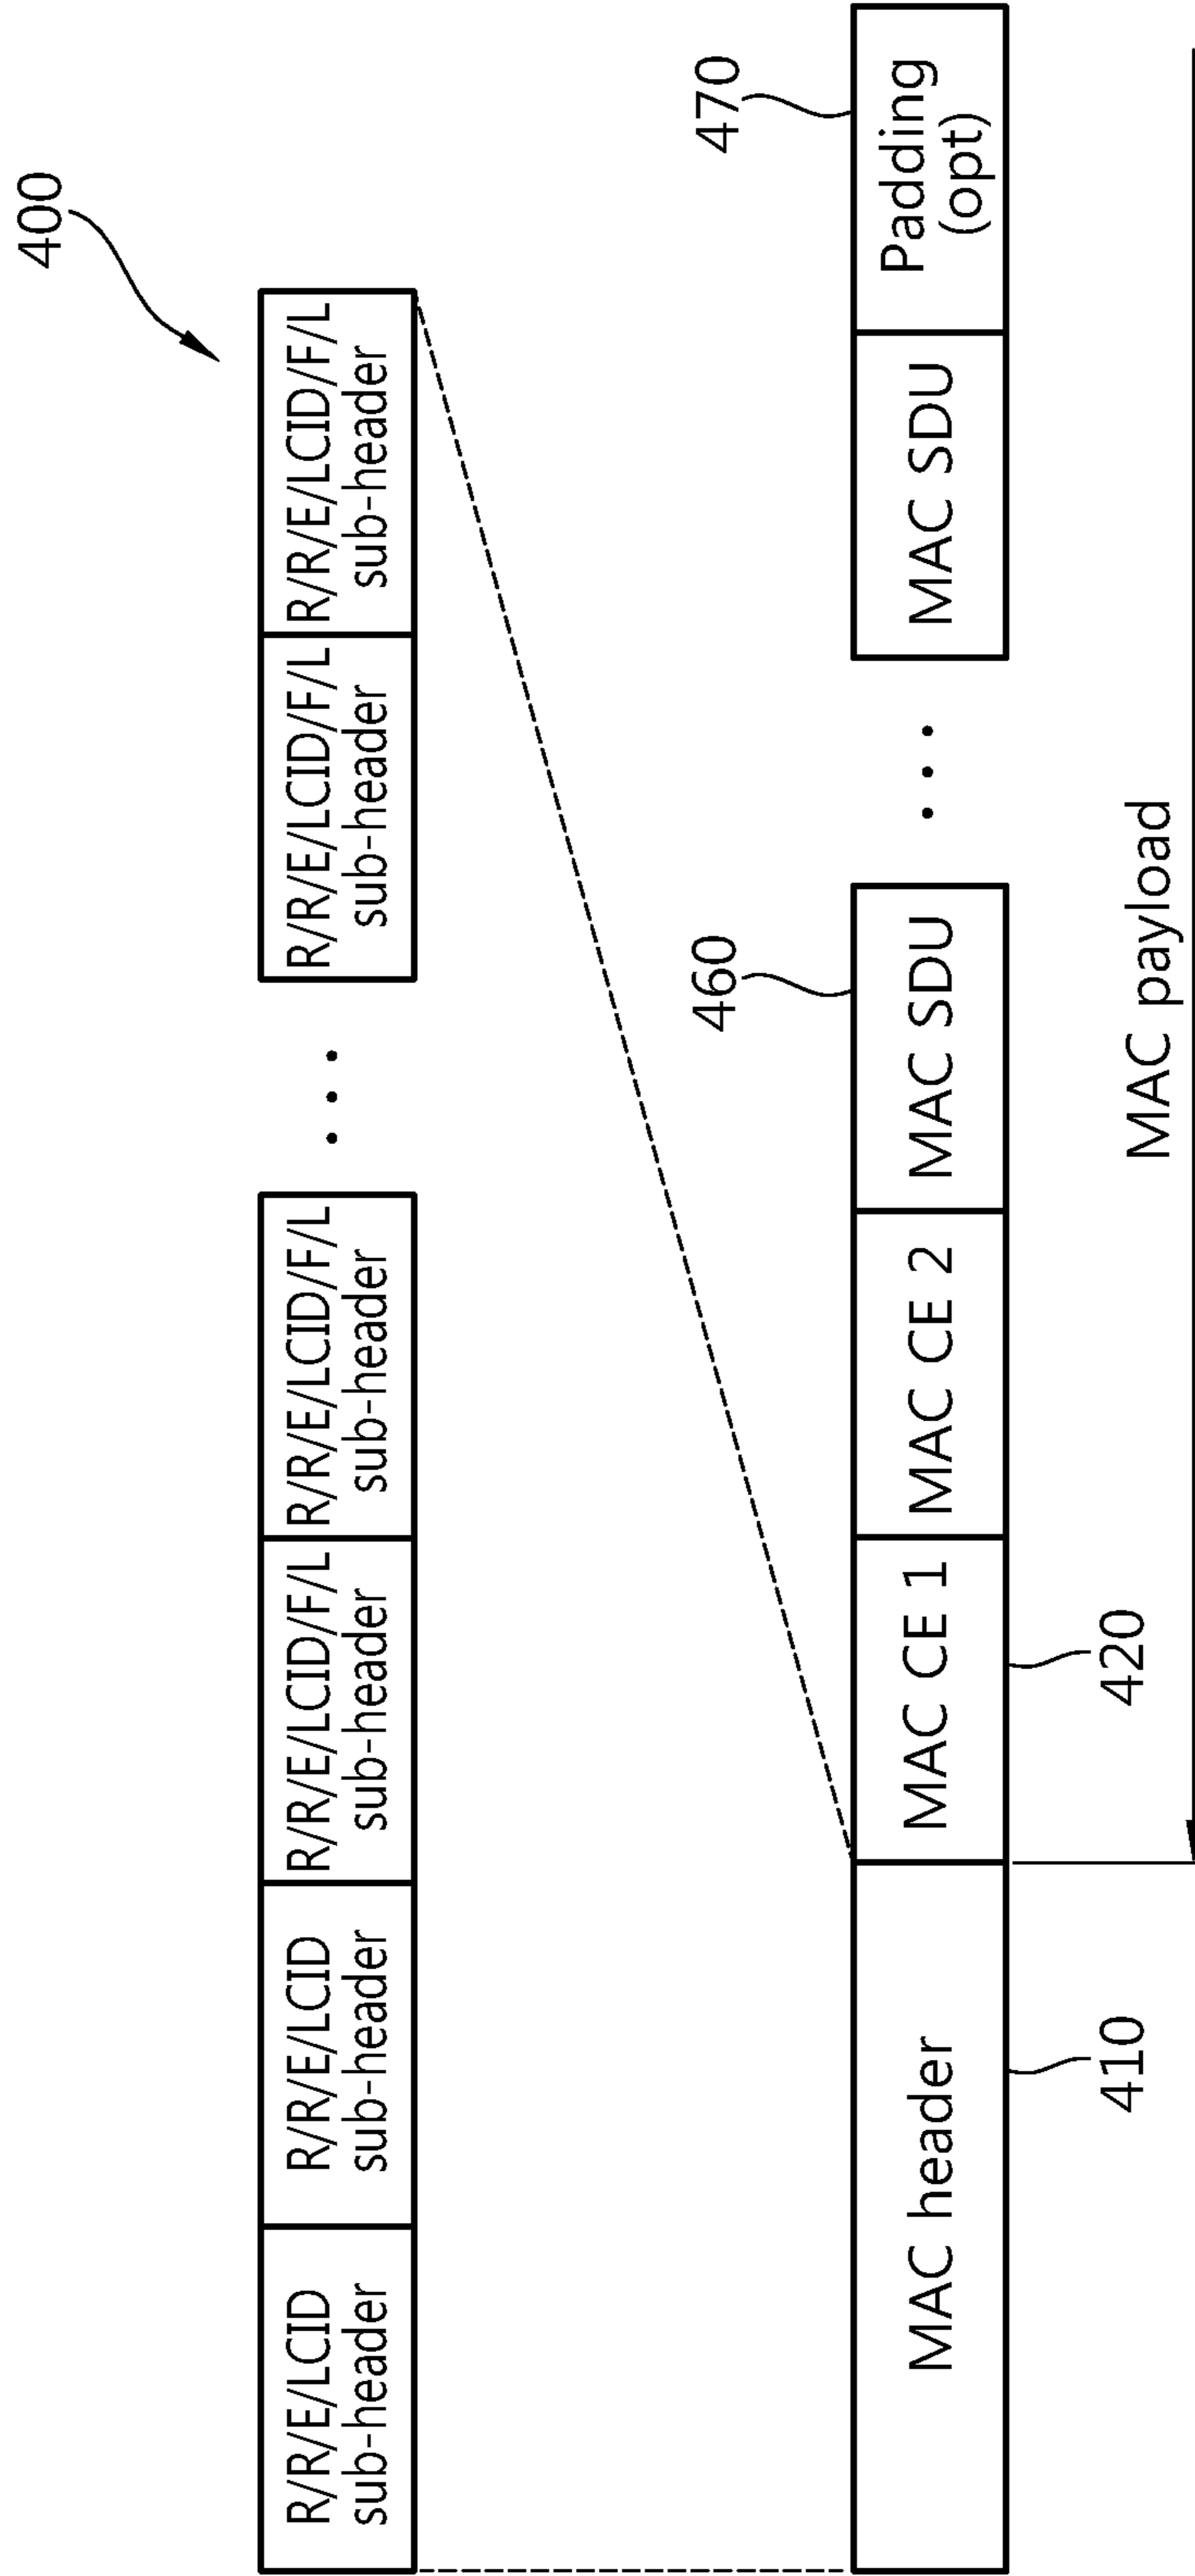 400
R/R/E/LCID
sub-header
R/R/E/LCID
sub-header
R/R/E/LCID/F/L
sub-header
R/R/E/LCID/F/L
sub-header
...
R/R/E/LCID/F/L
sub-header
R/R/E/LCID/F/L
sub-header
460
470
MAC header
MAC CE 1
MAC CE 2
MAC SDU
...
MAC SDU
Padding
(opt)
410
420
MAC payload